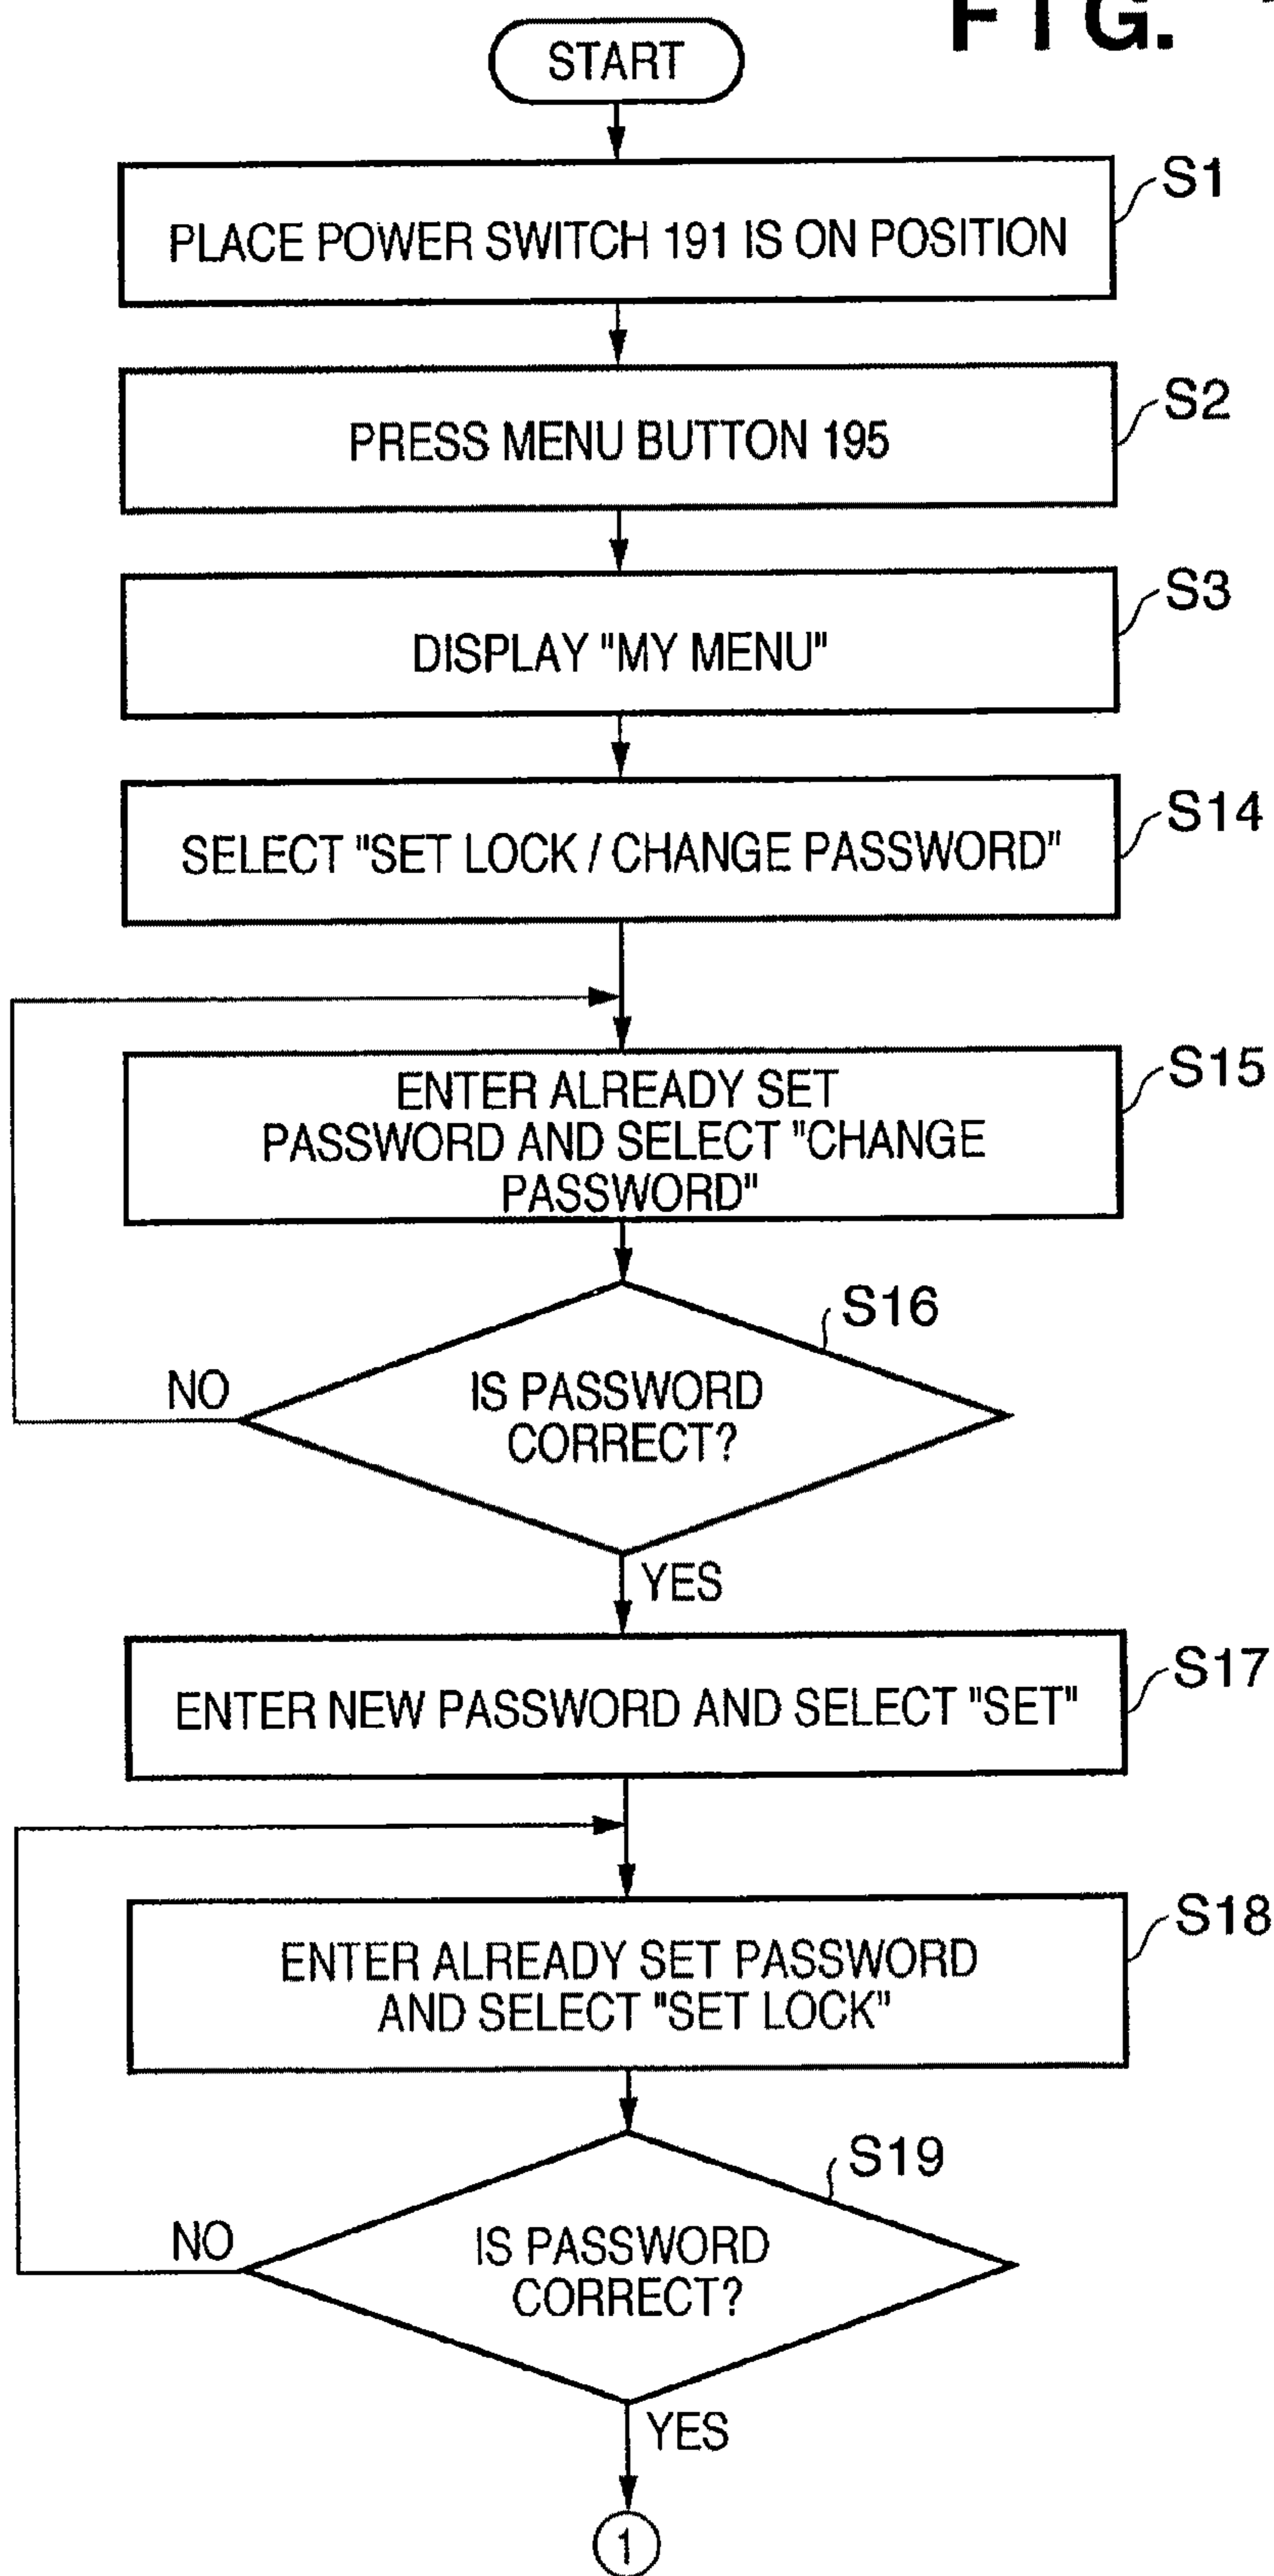 FIG.
START
S1
PLACE POWER SWITCH 191 IS ON POSITION
S2
PRESS MENU BUTTON 195
S3
DISPLAY "MY MENU"
S14
SELECT "SET LOCK / CHANGE PASSWORD"
S15
ENTER ALREADY SET
PASSWORD AND SELECT "CHANGE
PASSWORD"
S16
IS PASSWORD
CORRECT?
NO
YES
S17
ENTER NEW PASSWORD AND SELECT "SET"
S18
ENTER ALREADY SET PASSWORD
AND SELECT "SET LOCK"
S19
IS PASSWORD
CORRECT?
NO
YES
1